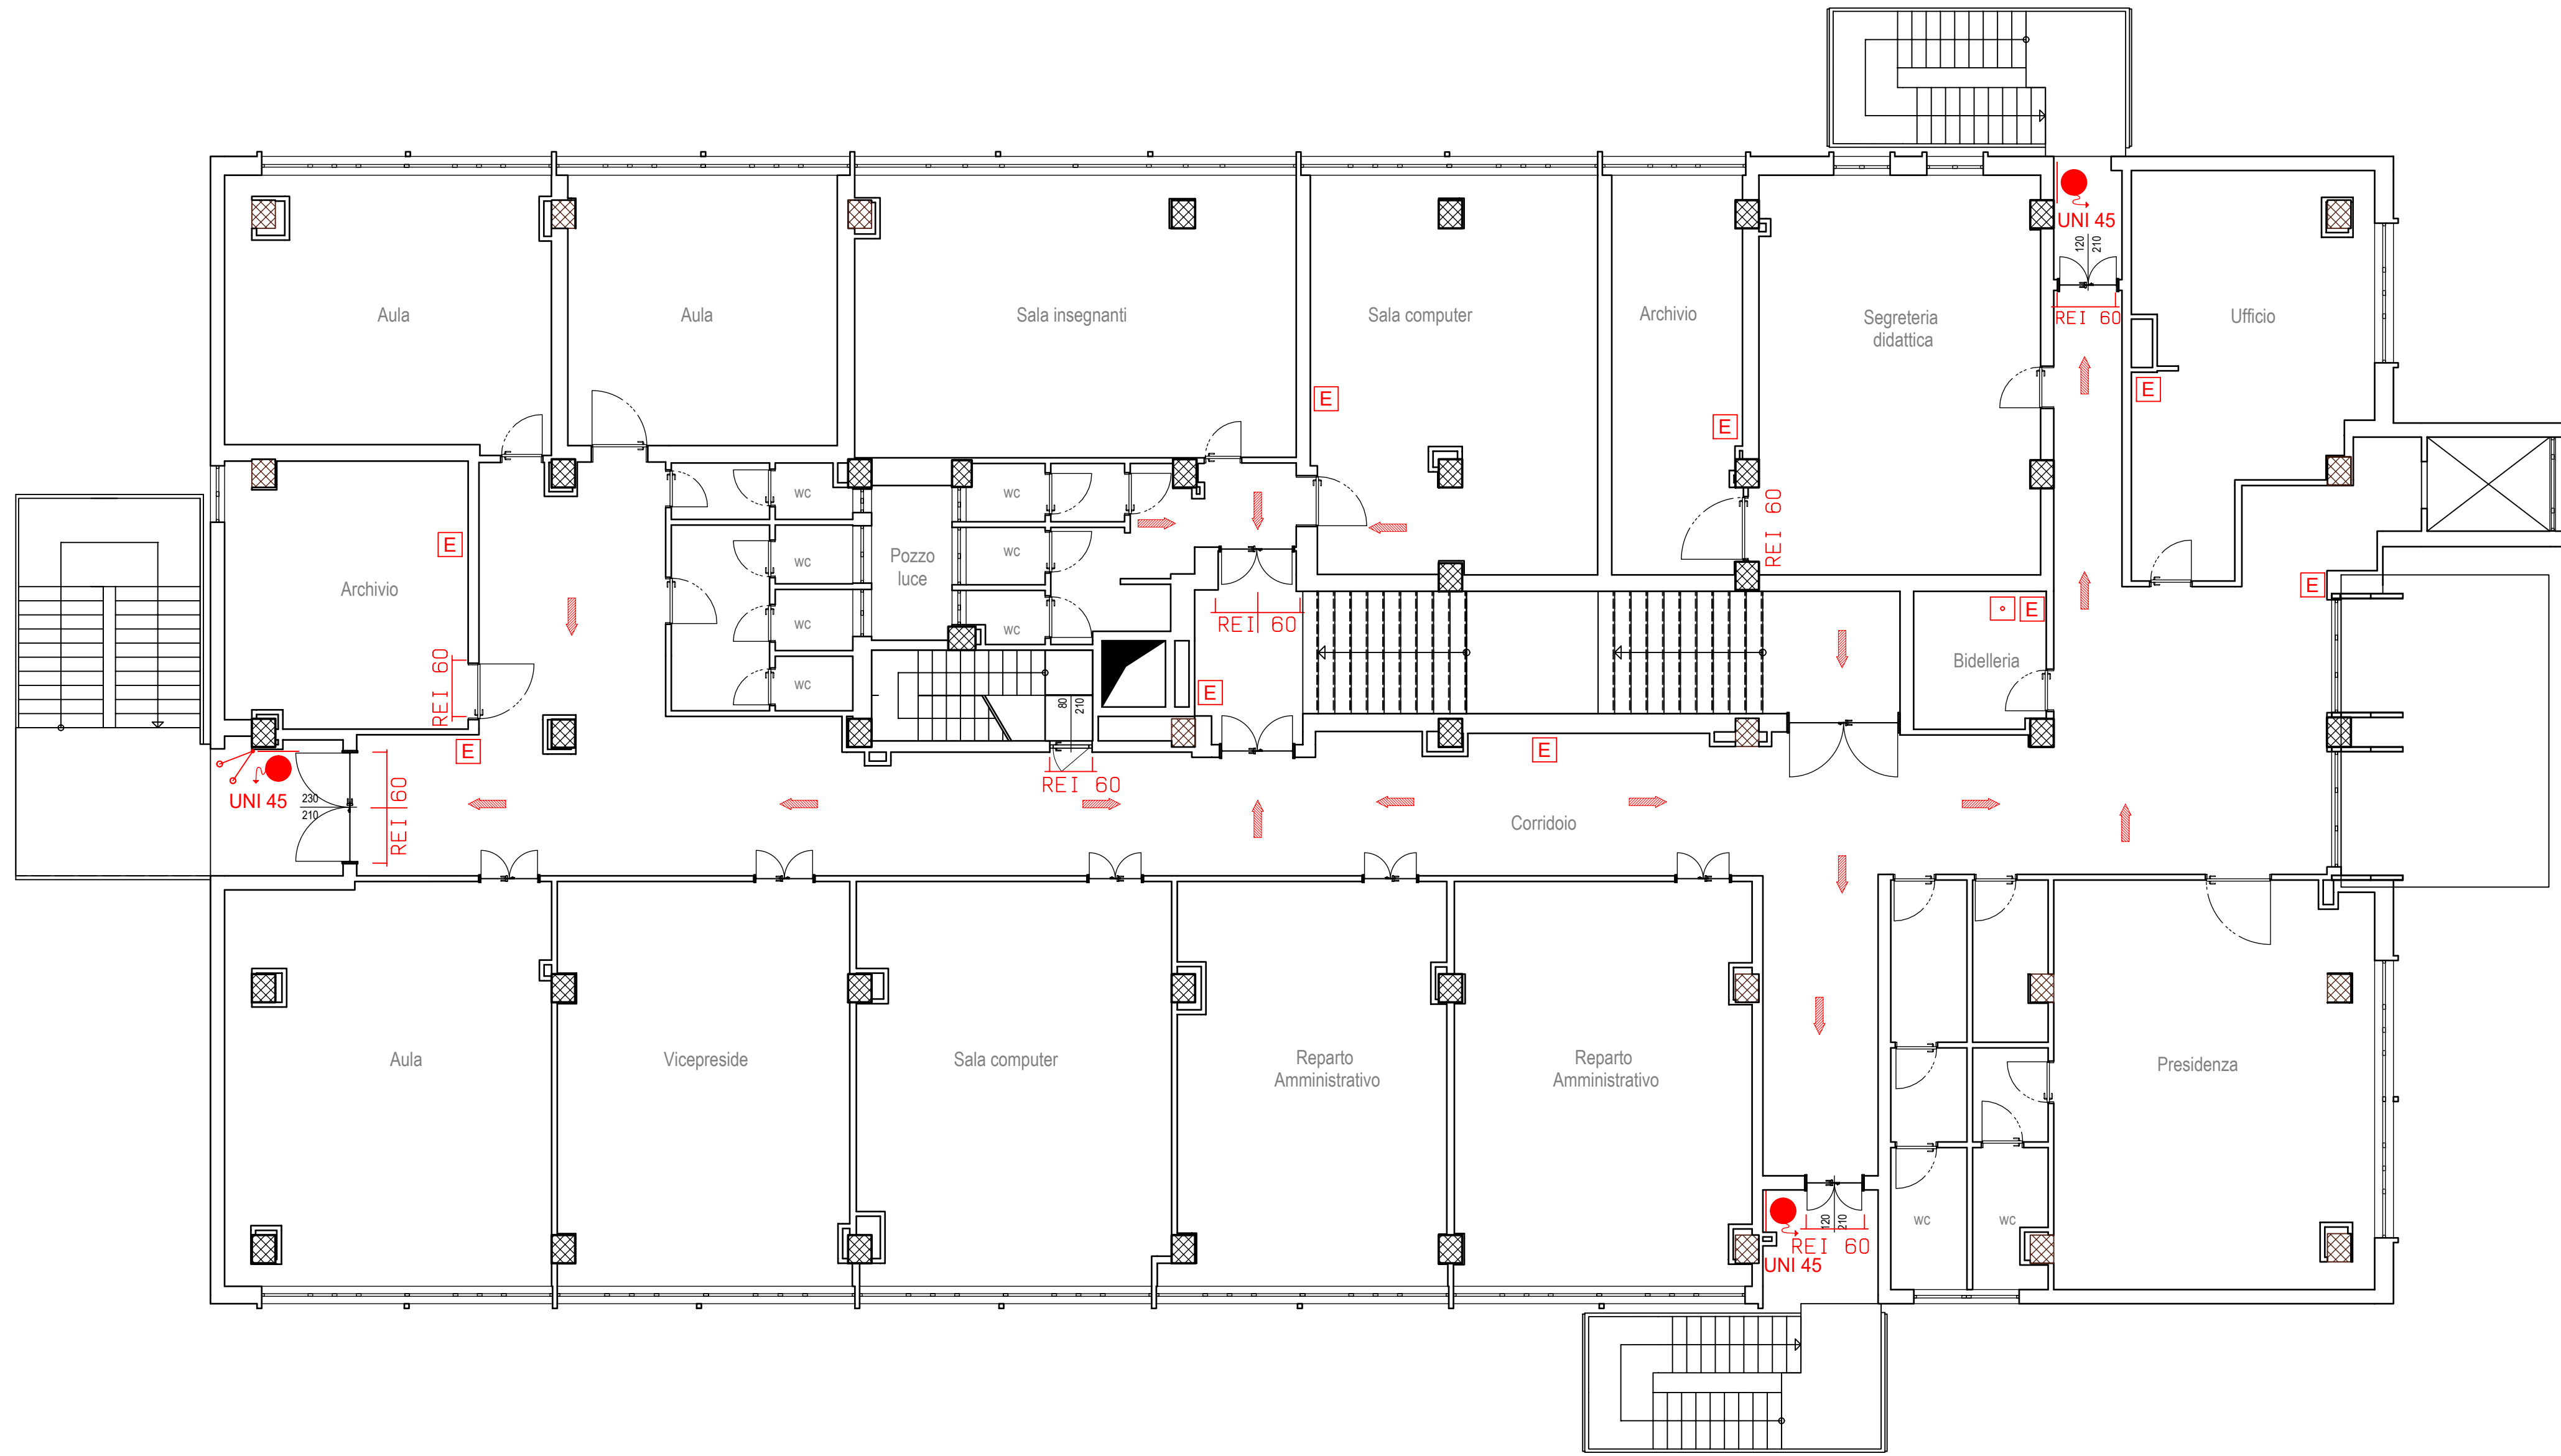 UNI 45
120
210
REI 60
Aula
Aula
Sala insegnanti
Sala computer
Archivio
Segreteria
didattica
Ufficio
E
E
E
wc
wc
REI 60
E
Pozzo
luce
wc
wc
Archivio
E
E
E
wc
wc
REI 60
Bidelleria
REI 60
wc
E
80
210
E
E
REI 60
UNI 45
230
210
REI 60
Corridoio
Aula
Vicepreside
Sala computer
Reparto
Amministrativo
Reparto
Amministrativo
Presidenza
wc
wc
120
210
REI 60
UNI 45